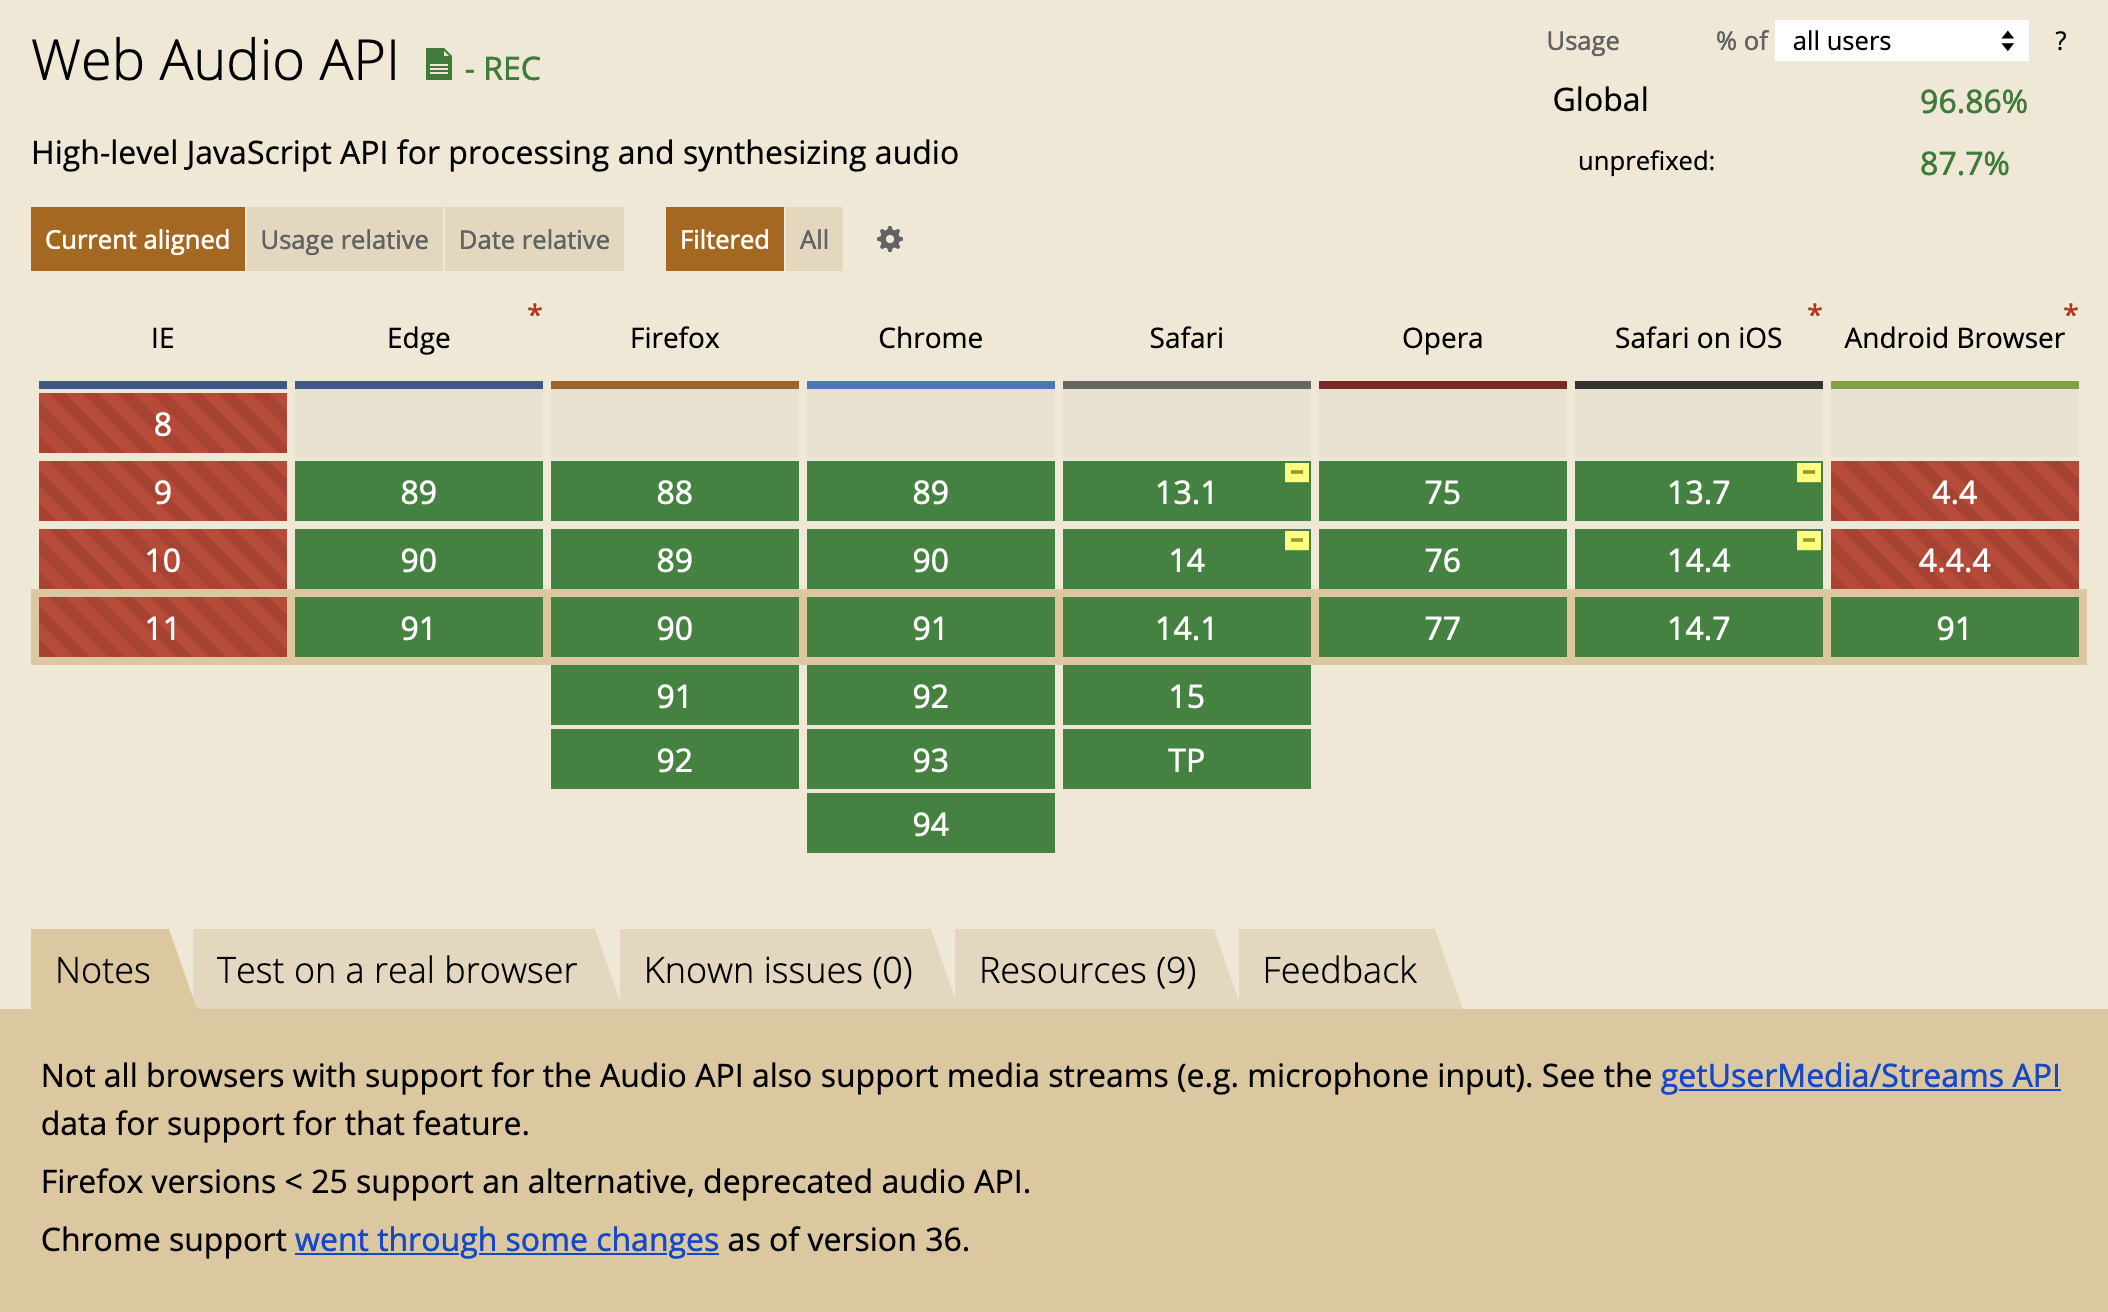 Web Audio API - REC
Usage % of all users ?
Global 96.86%
unprefixed: 87.7%
High-level JavaScript API for processing and synthesizing audio
Current aligned Usage relative Date relative Filtered All
IE Edge * Firefox Chrome Safari Opera Safari on iOS * Android Browser *
8
9 89 88 89 13.1 75 13.7 4.4
10 90 89 90 14 76 14.4 4.4.4
11 91 90 91 14.1 77 14.7 91
91 92 15
92 93 TP
94
Notes Test on a real browser Known issues (0) Resources (9) Feedback
Not all browsers with support for the Audio API also support media streams (e.g. microphone input). See the getUserMedia/Streams API
data for support for that feature.
Firefox versions < 25 support an alternative, deprecated audio API.
Chrome support went through some changes as of version 36.